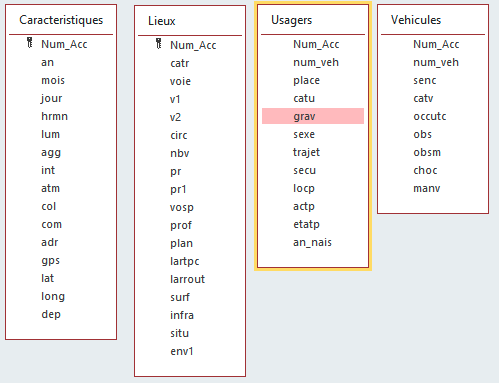 Caracteristiques
Num_Acc
an
mois
jour
hrmn
lum
agg
int
atm
col
com
adr
gps
lat
long
dep
Lieux
Num_Acc
catr
voie
v1
v2
circ
nbv
pr
pr1
vosp
prof
plan
lartpc
larrout
surf
infra
situ
env1
Usagers
Num_Acc
num_veh
place
catu
grav
sexe
trajet
secu
locp
actp
etatp
an_nais
Vehicules
Num_Acc
num_veh
senc
catv
occutc
obs
obsm
choc
manv